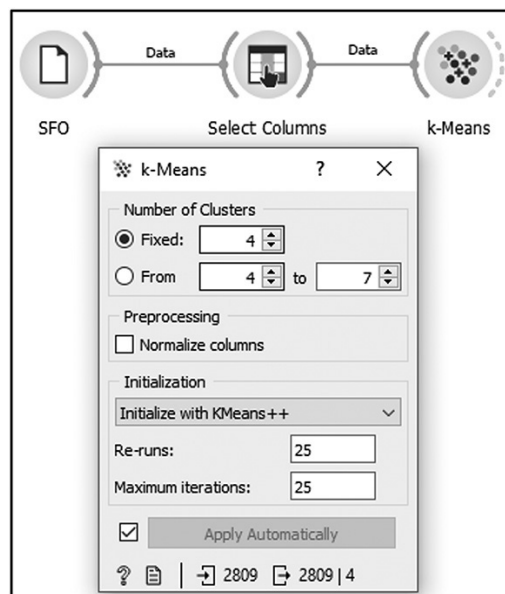 Data Data
SFO Select Columns k-Means
k-Means ? ×
Number of Clusters
Fixed: 4
From 4 to 7
Preprocessing
Normalize columns
Initialization
Initialize with KMeans++
Re-runs: 25
Maximum iterations: 25
Apply Automatically
? 2809 2809 | 4